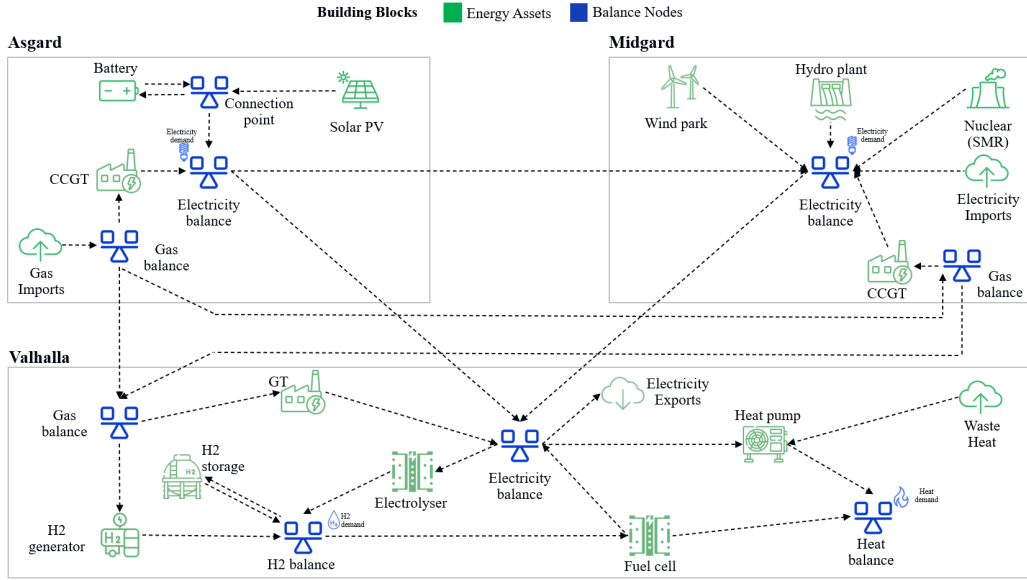 Building Blocks
Energy Assets
Balance Nodes
Asgard
Battery
Connection
point
Solar PV
Electricity
demand
CCGT
Electricity
balance
Gas
Imports
Gas
balance
Midgard
Wind park
Hydro plant
Nuclear
(SMR)
Electricity
demand
Electricity
balance
Electricity
Imports
CCGT
Gas
balance
Valhalla
Gas
balance
GT
H2
storage
H2
H2
generator
H2
H2 balance
H2
H2
demand
Electrolyser
Electricity
balance
Electricity
Exports
Heat pump
Waste
Heat
Fuel cell
Heat
demand
Heat
balance